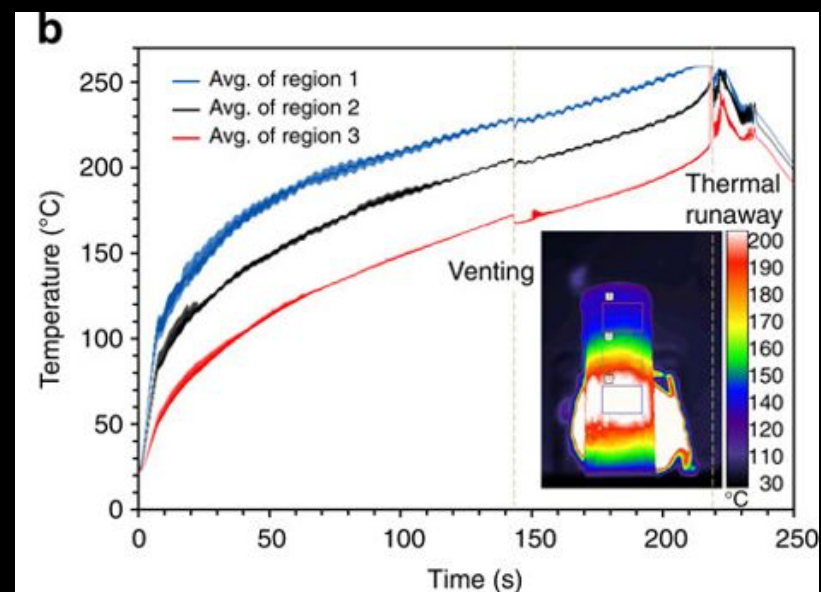 b
250
200
150
100
50
0
Temperature (°C)
Avg. of region 1
Avg. of region 2
Avg. of region 3
Venting
Thermal
runaway
200
190
180
170
160
150
140
130
120
110
30
°C
0 50 100 150 200 250
Time (s)